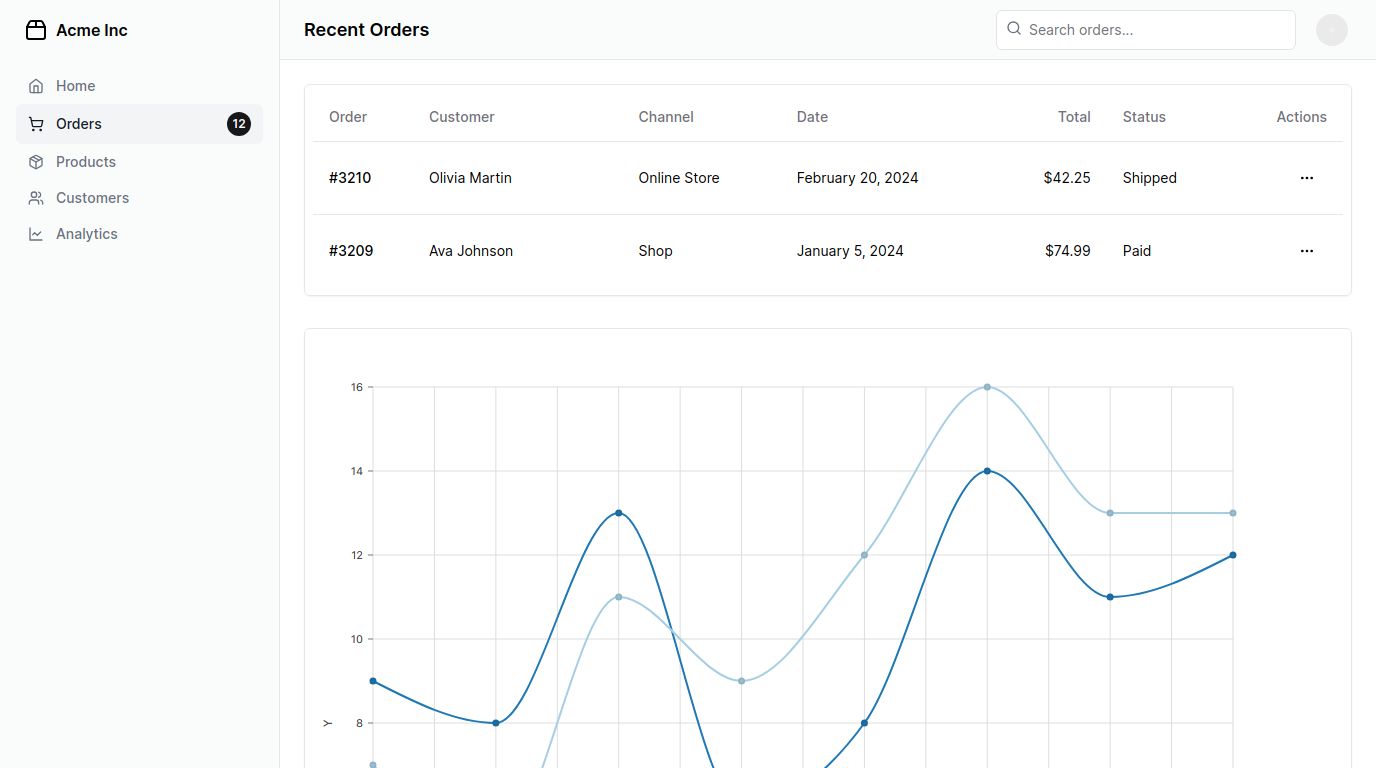 Acme Inc
Home
Orders 12
Products
Customers
Analytics
Recent Orders
Search orders...
Order Customer Channel Date Total Status Actions
#3210 Olivia Martin Online Store February 20, 2024 $42.25 Shipped
#3209 Ava Johnson Shop January 5, 2024 $74.99 Paid
16
14
12
10
8
Y